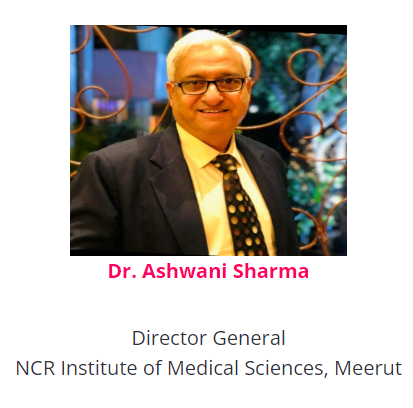 Dr. Ashwani Sharma
Director General
NCR Institute of Medical Sciences, Meerut